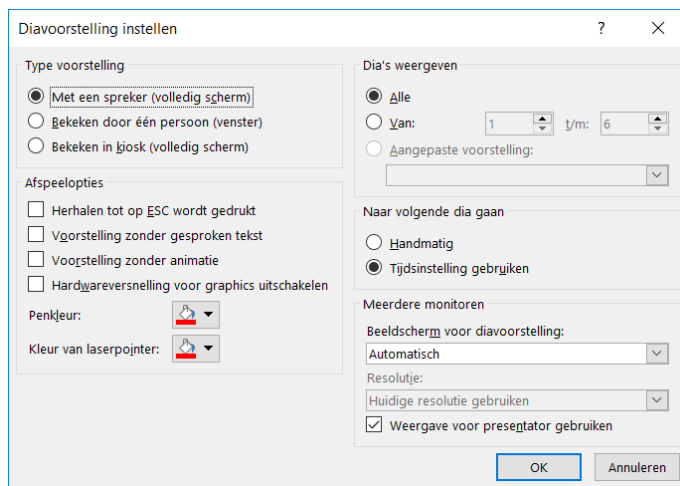 Diavoorstelling instellen
Type voorstelling
Met een spreker (volledig scherm)
Bekeken door één persoon (venster)
Bekeken in kiosk (volledig scherm)
Afspeelopties
Herhalen tot op ESC wordt gedrukt
Voorstelling zonder gesproken tekst
Voorstelling zonder animatie
Hardwareversnelling voor graphics uitschakelen
Penkleur:
Kleur van laserpointer:
Dia's weergeven
Alle
Van: 1 t/m: 6
Aangepaste voorstelling:
Naar volgende dia gaan
Handmatig
Tijdsinstelling gebruiken
Meerdere monitoren
Beeldscherm voor diavoorstelling:
Automatisch
Resolutie:
Huidige resolutie gebruiken
Weergave voor presentator gebruiken
OK Annuleren